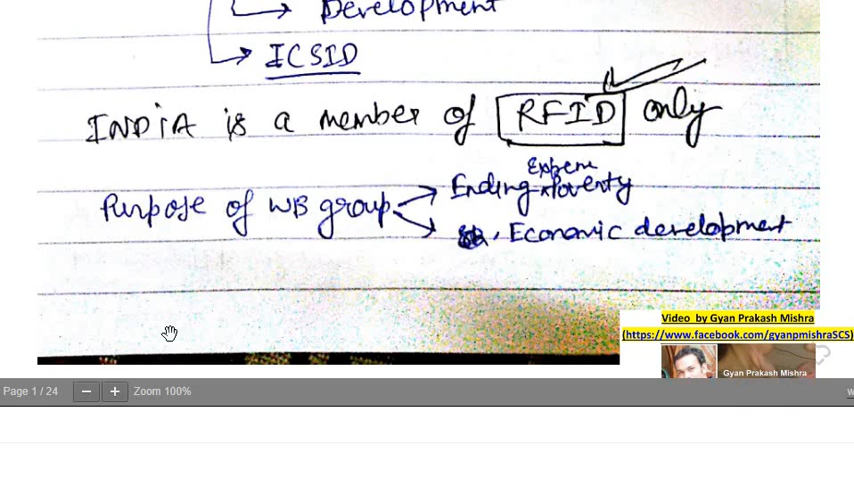 Development
ICSID
INDIA is a member of RFID only
Purpose of WB group
Ending Expem Poverty
Economic development
Video by Gyan Prakash Mishra
(https://www.facebook.com/gyanpmishraSCS)
Gyan Prakash Mishra
Page 1 / 24
Zoom 100%